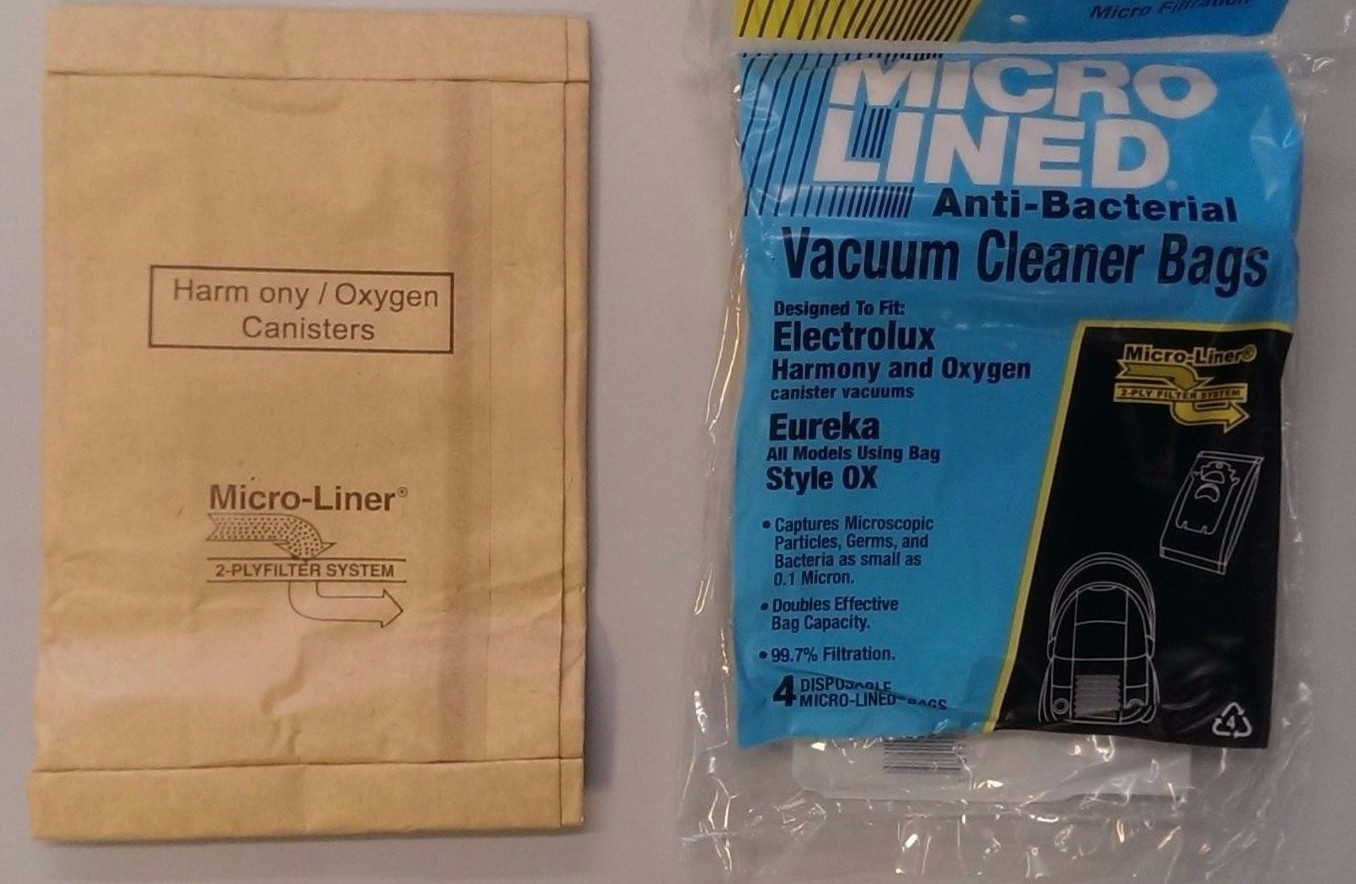 Harm ony / Oxygen
Canisters
Micro-Liner®
2-PLYFILTER SYSTEM
Micro Filtration
MICRO
LINED®
Anti-Bacterial
Vacuum Cleaner Bags
Designed To Fit:
Electrolux
Harmony and Oxygen
canister vacuums
Eureka
All Models Using Bag
Style OX
• Captures Microscopic
Particles, Germs, and
Bacteria as small as
0.1 Micron.
• Doubles Effective
Bag Capacity.
• 99.7% Filtration.
4 DISPOSABLE
MICRO-LINED™ BAGS
Micro-Liner®
2-PLY FILTER SYSTEM
4